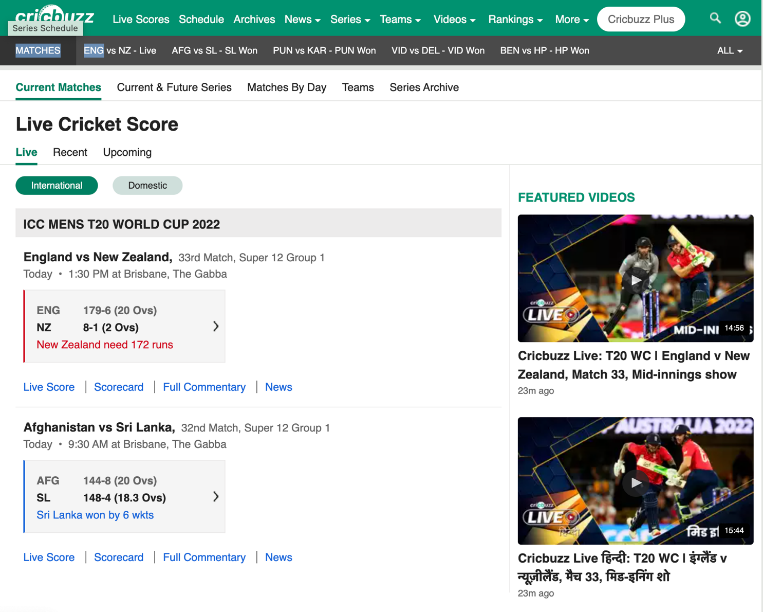 cricbuzz
Live Scores Schedule Archives News Series Teams Videos Rankings More Cricbuzz Plus
Series Schedule
MATCHES ENG vs NZ - Live AFG vs SL - SL Won PUN vs KAR - PUN Won VID vs DEL - VID Won BEN vs HP - HP Won ALL
Current Matches Current & Future Series Matches By Day Teams Series Archive
Live Cricket Score
Live Recent Upcoming
International Domestic
ICC MENS T20 WORLD CUP 2022
England vs New Zealand, 33rd Match, Super 12 Group 1
Today • 1:30 PM at Brisbane, The Gabba
ENG 179-6 (20 Ovs)
NZ 8-1 (2 Ovs)
New Zealand need 172 runs
Live Score | Scorecard | Full Commentary | News
Afghanistan vs Sri Lanka, 32nd Match, Super 12 Group 1
Today • 9:30 AM at Brisbane, The Gabba
AFG 144-8 (20 Ovs)
SL 148-4 (18.3 Ovs)
Sri Lanka won by 6 wkts
Live Score | Scorecard | Full Commentary | News
FEATURED VIDEOS
cricbuzz
LIVE
MID-INNI
14:56
Cricbuzz Live: T20 WC | England v New
Zealand, Match 33, Mid-innings show
23m ago
AUSTRALIA 2022
cricbuzz
LIVE
मिड इ
15:44
Cricbuzz Live हिन्दी: T20 WC | इंग्लैंड v
न्यूज़ीलैंड, मैच 33, मिड-इनिंग शो
23m ago